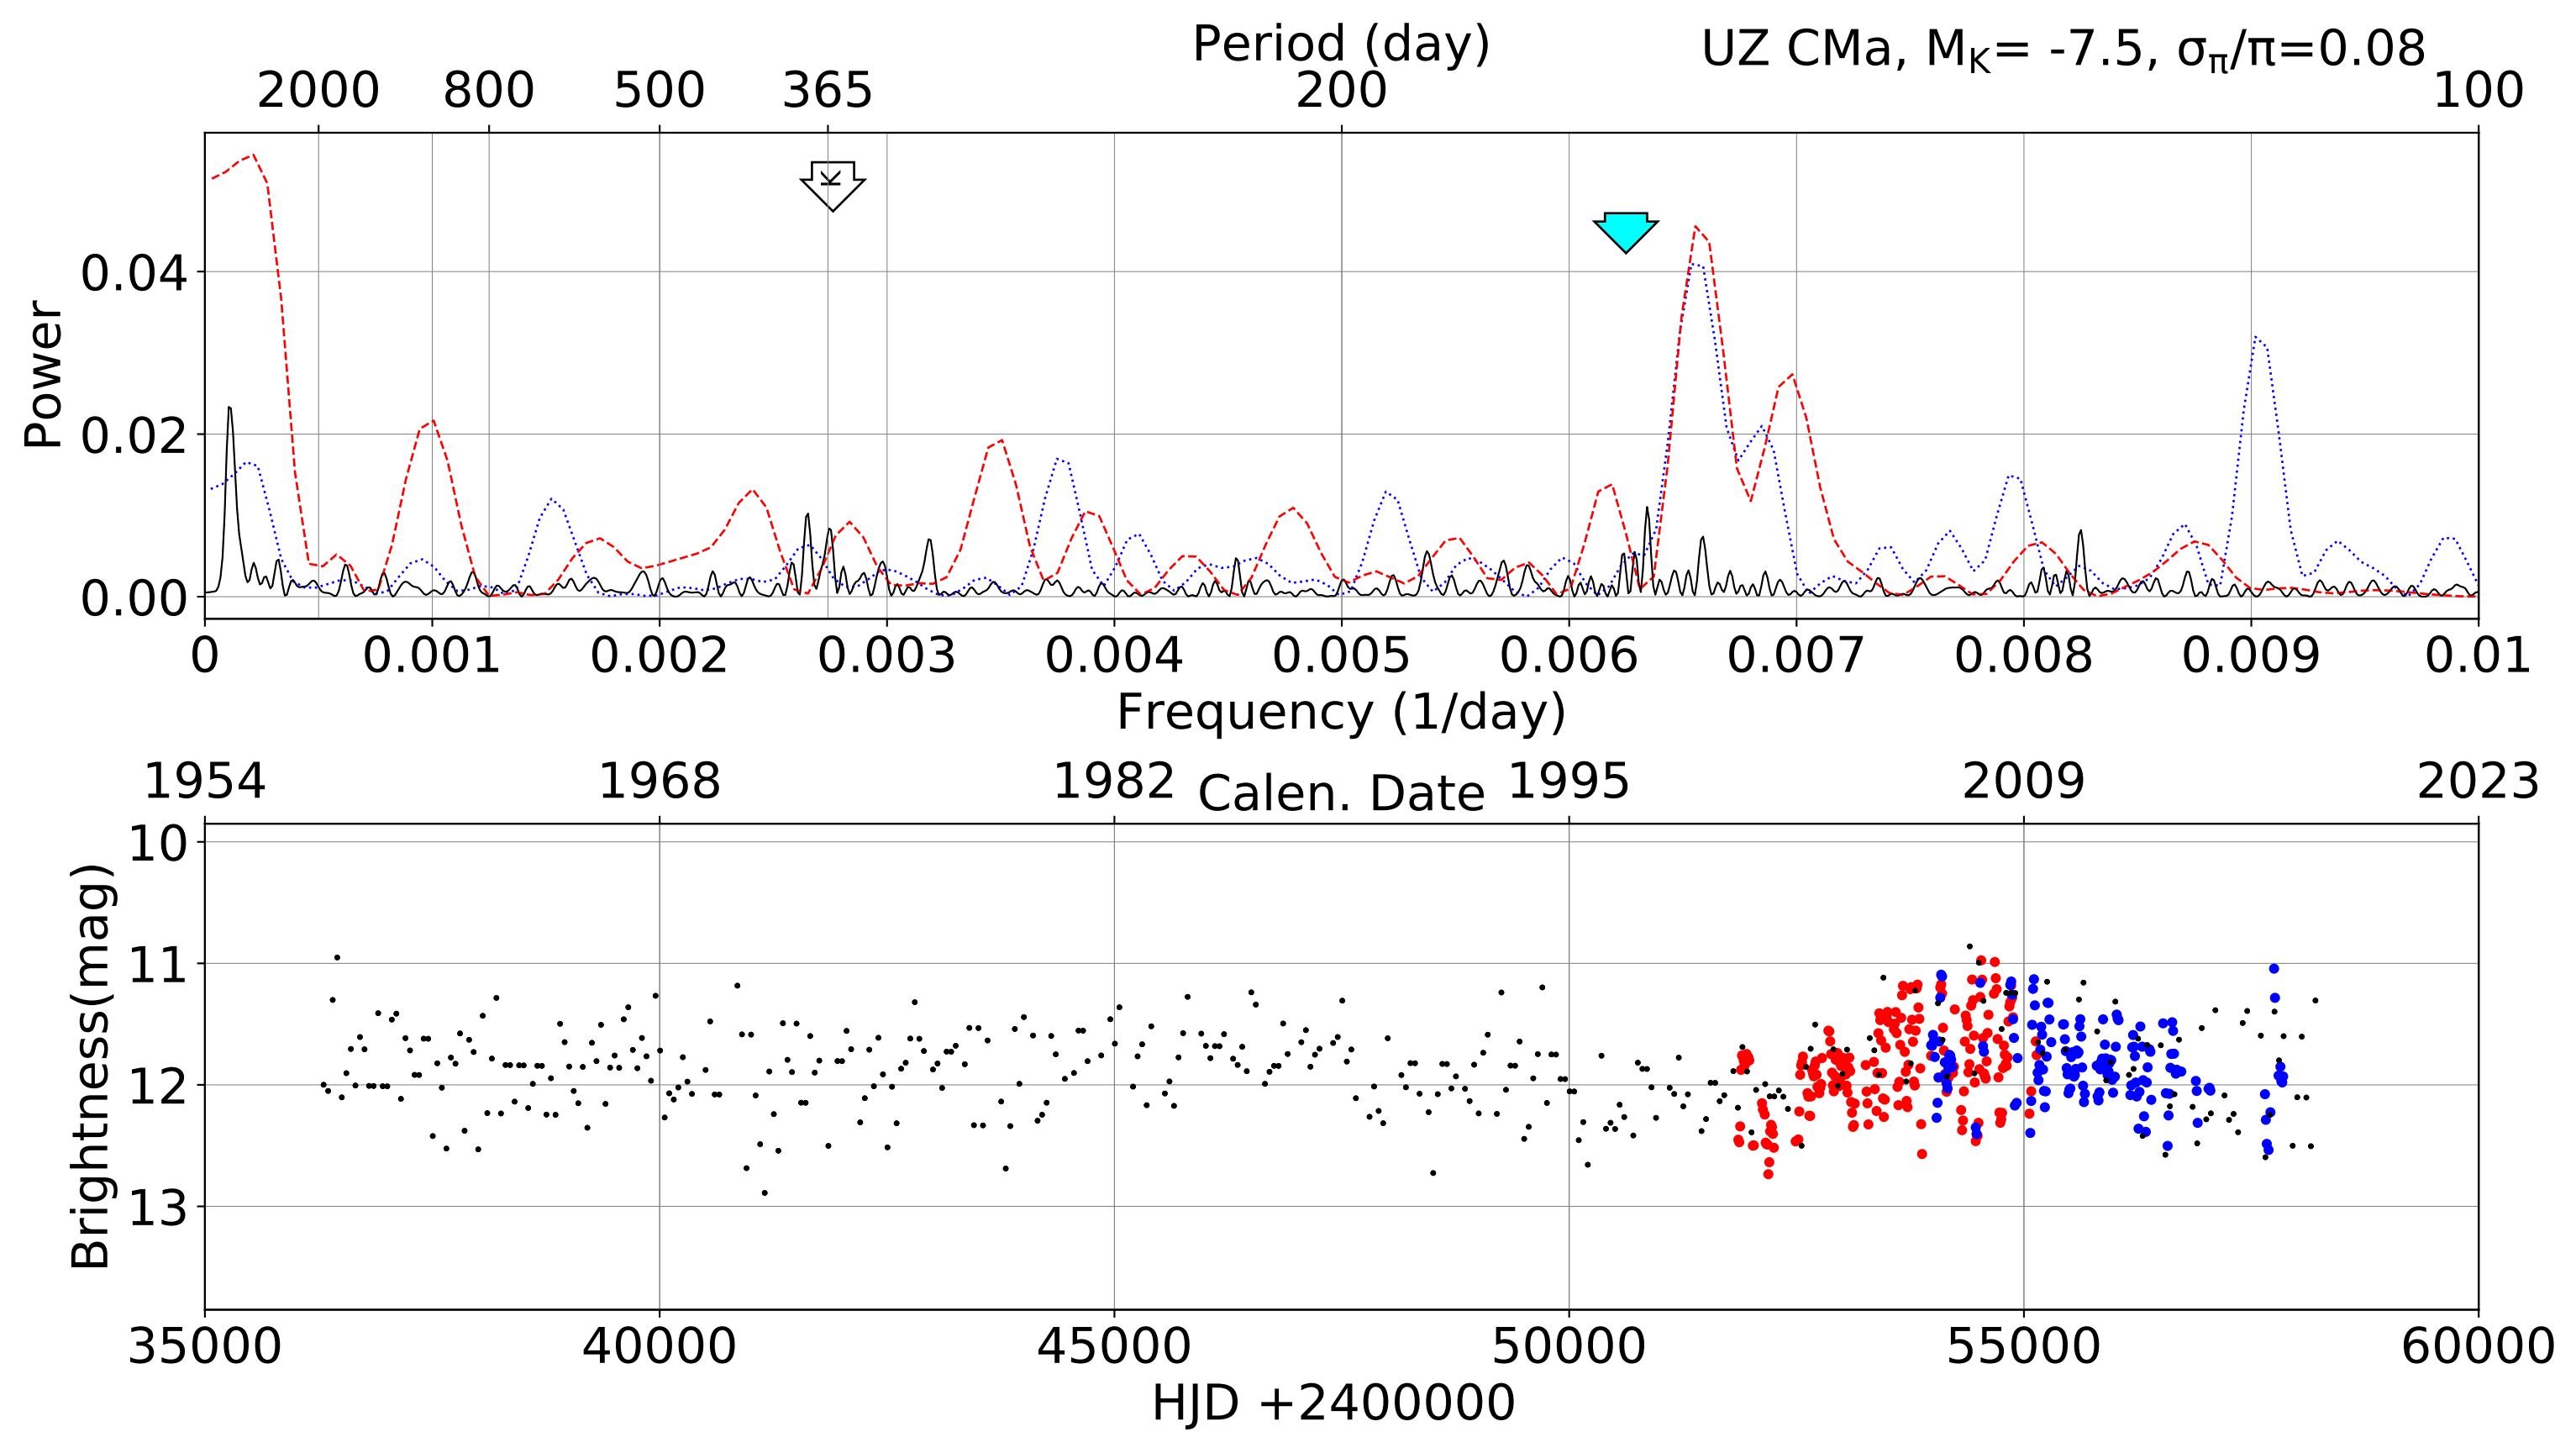 Period (day)
UZ CMa, M_K= -7.5, σ_π/π=0.08
2000 800 500 365 200 100
K
0.04
0.02
0.00
Power
0 0.001 0.002 0.003 0.004 0.005 0.006 0.007 0.008 0.009 0.01
Frequency (1/day)
1954 1968 1982 Calen. Date 1995 2009 2023
10
11
12
13
Brightness(mag)
35000 40000 45000 50000 55000 60000
HJD +2400000